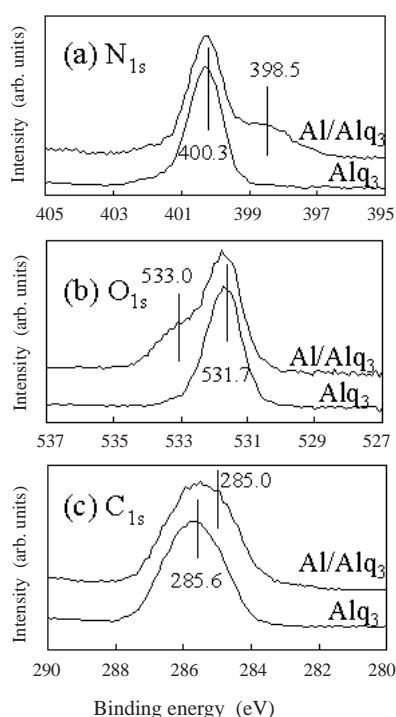 (a) N1s
398.5
Al/Alq3
400.3
Alq3
Intensity (arb. units)
405 403 401 399 397 395
(b) O1s
533.0
Al/Alq3
531.7
Alq3
Intensity (arb. units)
537 535 533 531 529 527
(c) C1s
285.0
Al/Alq3
285.6
Alq3
Intensity (arb. units)
290 288 286 284 282 280
Binding energy (eV)